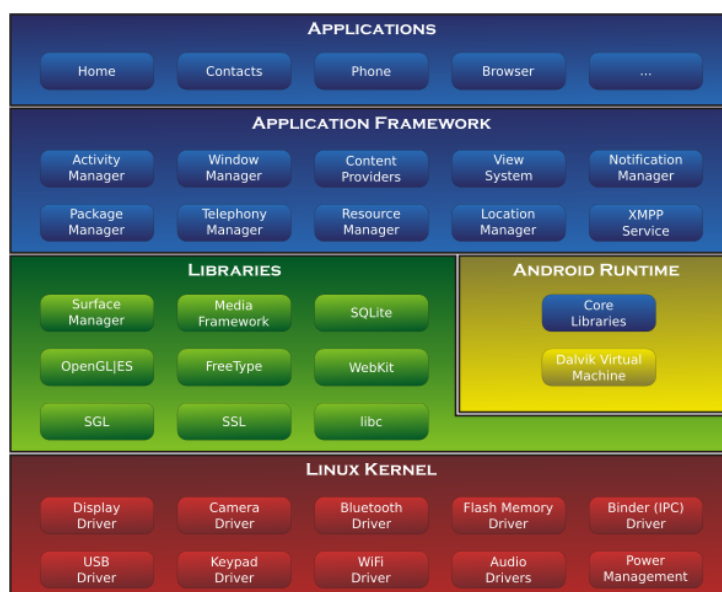 APPLICATIONS
Home
Contacts
Phone
Browser
...
APPLICATION FRAMEWORK
Activity
Manager
Window
Manager
Content
Providers
View
System
Notification
Manager
Package
Manager
Telephony
Manager
Resource
Manager
Location
Manager
XMPP
Service
LIBRARIES
Surface
Manager
Media
Framework
SQLite
OpenGL|ES
FreeType
WebKit
SGL
SSL
libc
ANDROID RUNTIME
Core
Libraries
Dalvik Virtual
Machine
LINUX KERNEL
Display
Driver
Camera
Driver
Bluetooth
Driver
Flash Memory
Driver
Binder (IPC)
Driver
USB
Driver
Keypad
Driver
WiFi
Driver
Audio
Drivers
Power
Management